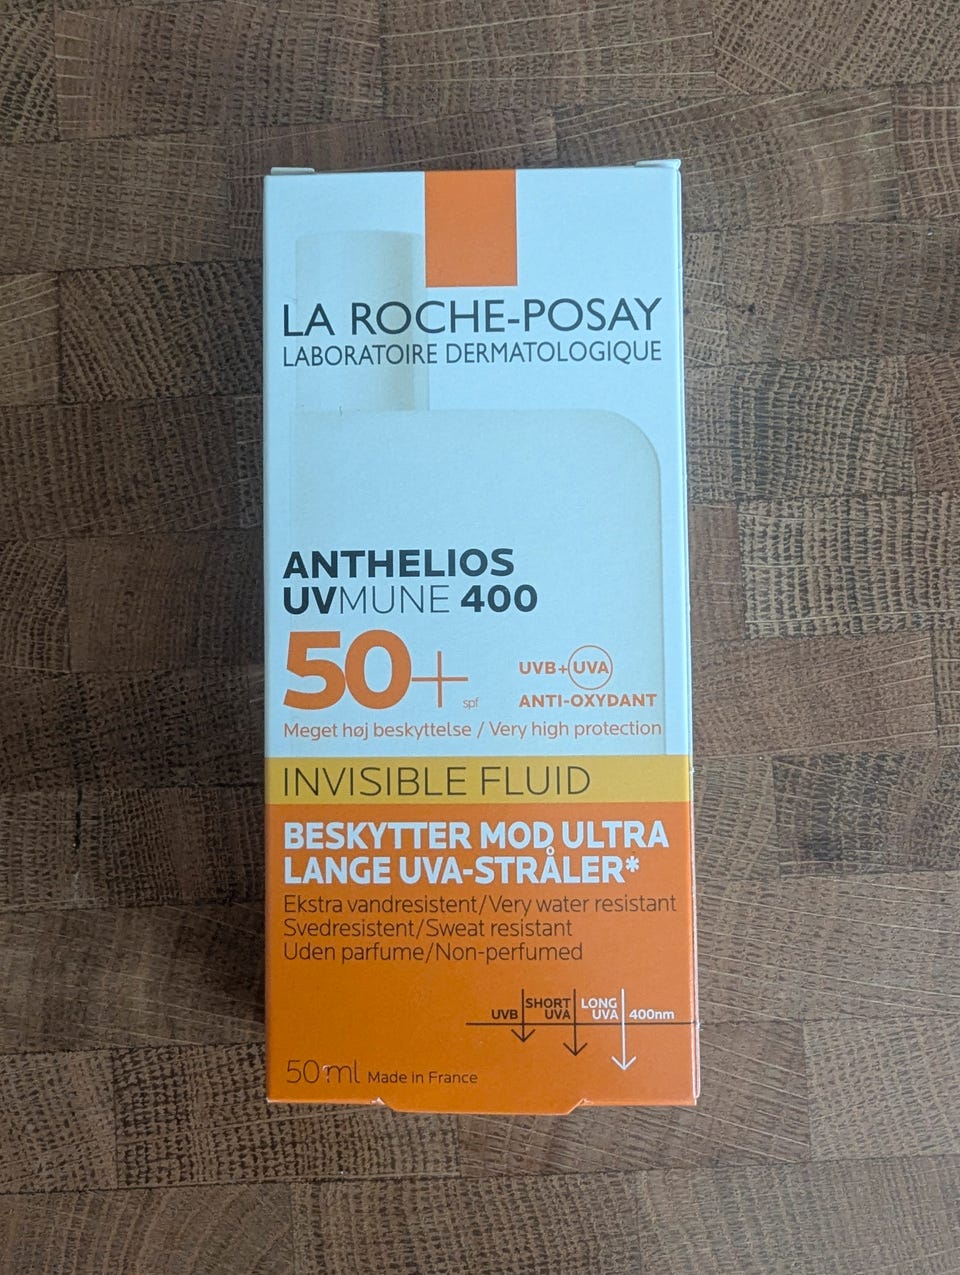 LA ROCHE-POSAY
LABORATOIRE DERMATOLOGIQUE
ANTHELIOS
UVMUNE 400
50+ spf
UVB+UVA
ANTI-OXYDANT
Meget høj beskyttelse / Very high protection
INVISIBLE FLUID
BESKYTTER MOD ULTRA
LANGE UVA-STRÅLER*
Ekstra vandresistent/Very water resistant
Svedresistent/Sweat resistant
Uden parfume/Non-perfumed
UVB SHORT UVA LONG UVA 400nm
50 ml Made in France